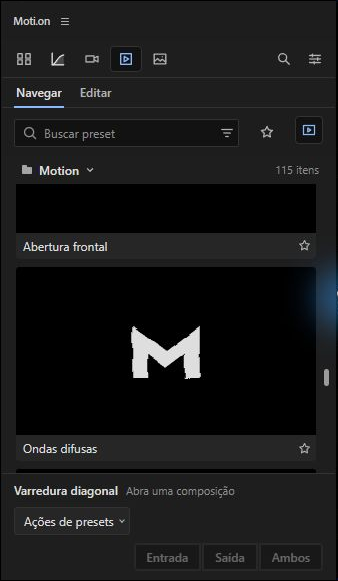 Moti.on
Navegar Editar
Buscar preset
Motion 115 itens
Abertura frontal
M
Ondas difusas
Varredura diagonal Abra uma composição
Ações de presets
Entrada Saída Ambos